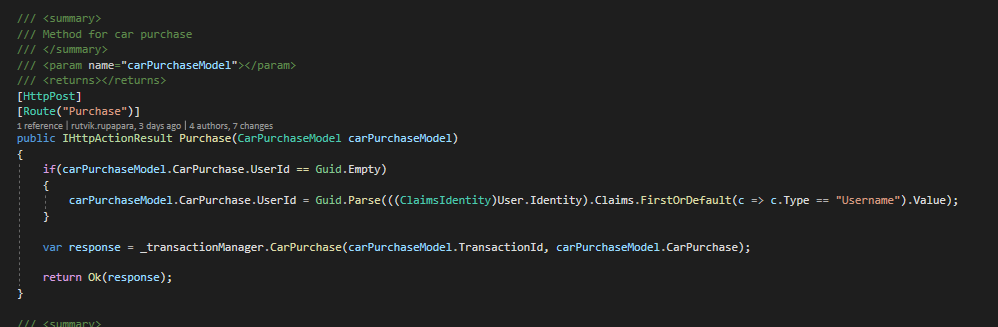 /// <summary>
/// Method for car purchase
/// </summary>
/// <param name="carPurchaseModel"></param>
/// <returns></returns>
[HttpPost]
[Route("Purchase")]
1 reference | rutvik.rupapara, 3 days ago | 4 authors, 7 changes
public IHttpActionResult Purchase(CarPurchaseModel carPurchaseModel)
{
if(carPurchaseModel.CarPurchase.UserId == Guid.Empty)
{
carPurchaseModel.CarPurchase.UserId = Guid.Parse(((ClaimsIdentity)User.Identity).Claims.FirstOrDefault(c => c.Type == "Username").Value);
}
var response = _transactionManager.CarPurchase(carPurchaseModel.TransactionId, carPurchaseModel.CarPurchase);
return Ok(response);
}
/// <summary>